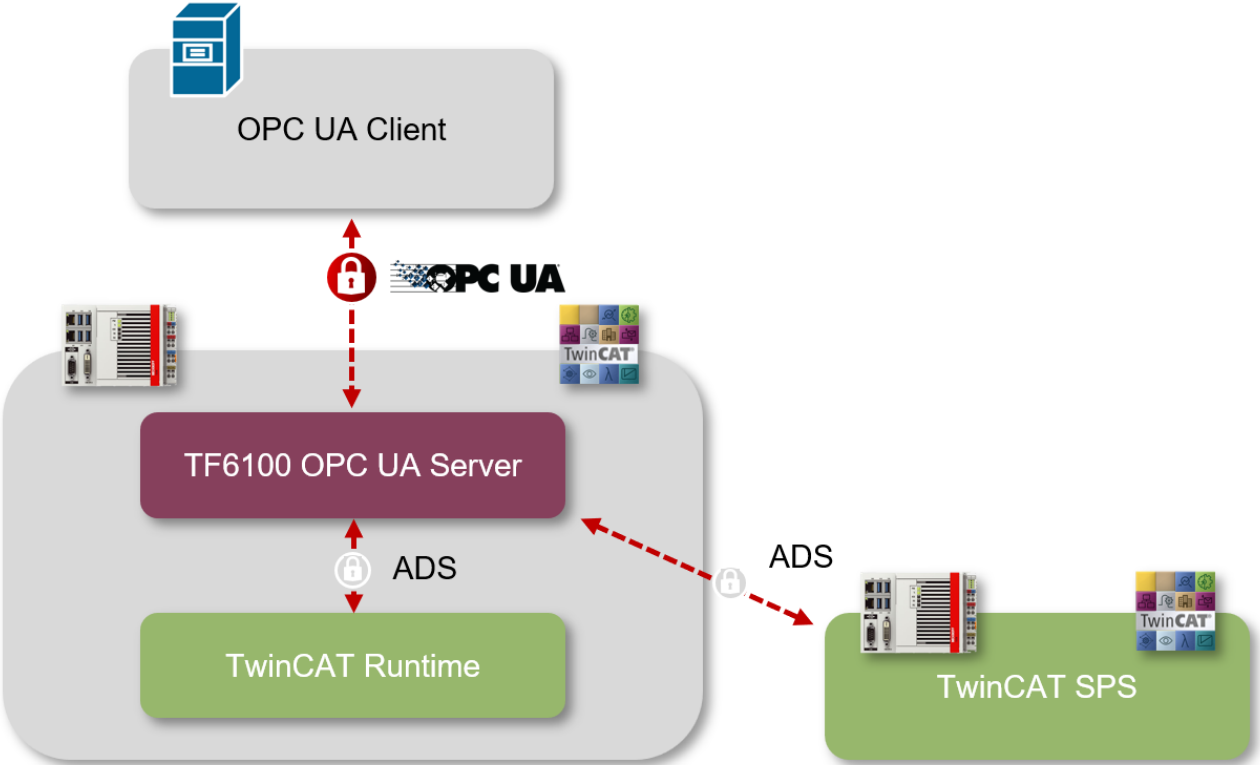 OPC UA Client
OPC UA
TwinCAT
TF6100 OPC UA Server
ADS
ADS
TwinCAT
TwinCAT Runtime
TwinCAT SPS